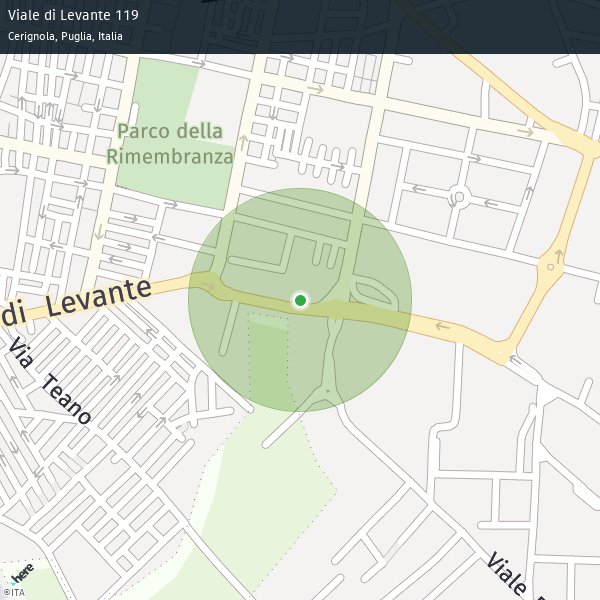 Viale di Levante 119
Cerignola, Puglia, Italia
Parco della
Rimembranza
di Levante
Via Teano
Viale
here
©ITA